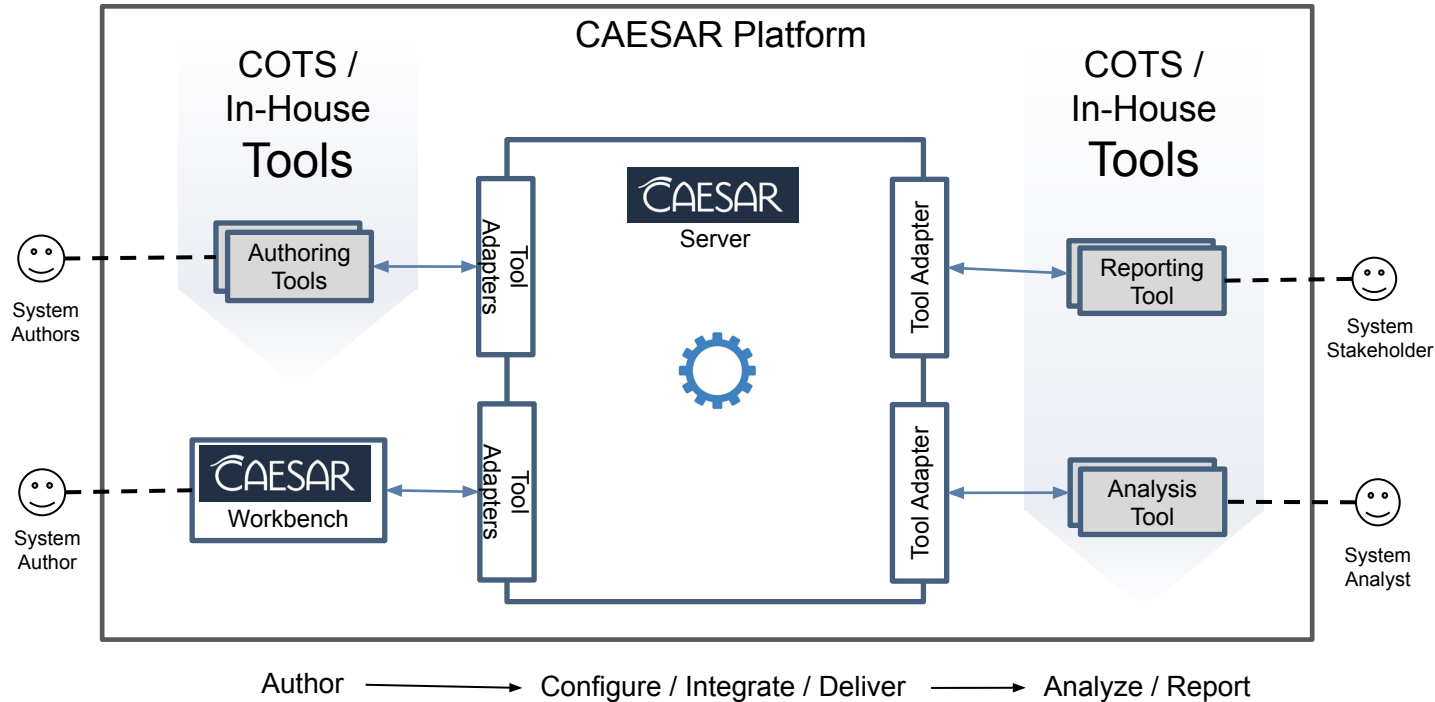 CAESAR Platform
COTS /
In-House
Tools
COTS /
In-House
Tools
CAESAR
Server
Tool
Adapters
Tool Adapter
Authoring
Tools
Reporting
Tool
System
Authors
System
Stakeholder
Tool
Adapters
Tool Adapter
CAESAR
Workbench
Analysis
Tool
System
Author
System
Analyst
Author
Configure / Integrate / Deliver
Analyze / Report